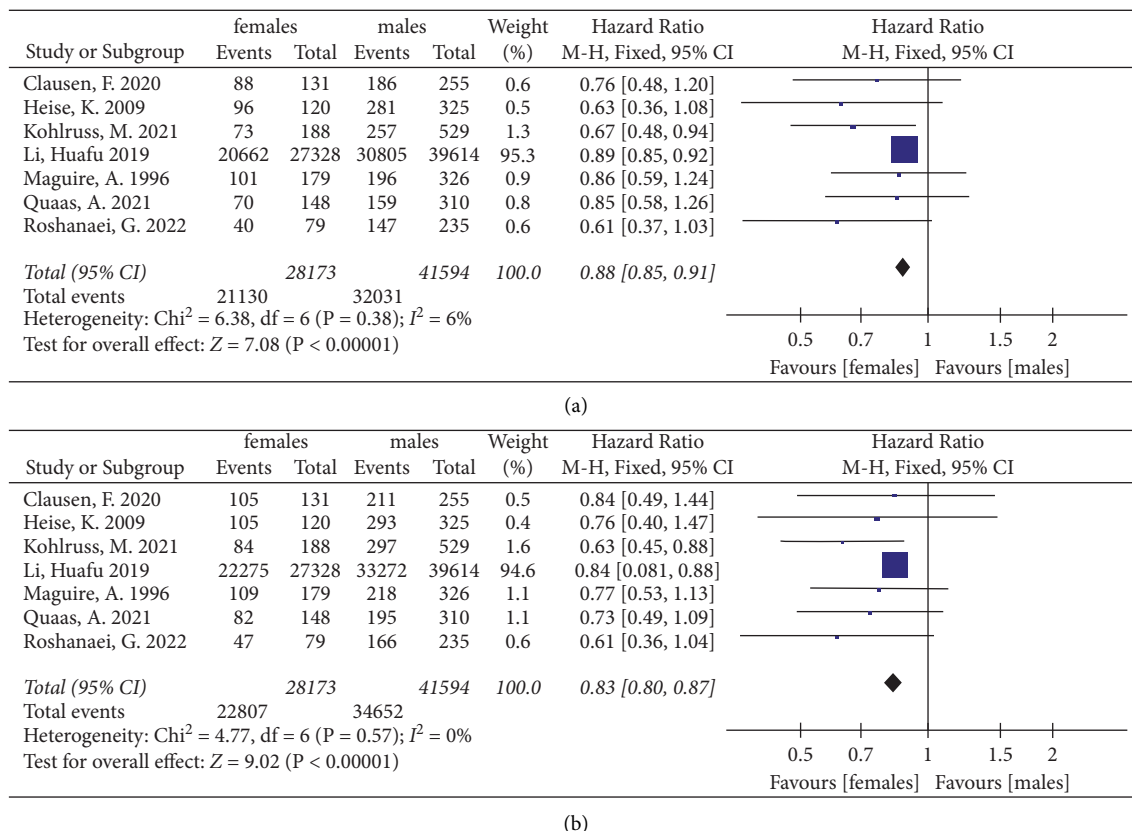 females males Weight Hazard Ratio Hazard Ratio
Study or Subgroup Events Total Events Total (%) M-H, Fixed, 95% CI M-H, Fixed, 95% CI
Clausen, F. 2020 88 131 186 255 0.6 0.76 [0.48, 1.20]
Heise, K. 2009 96 120 281 325 0.5 0.63 [0.36, 1.08]
Kohlruss, M. 2021 73 188 257 529 1.3 0.67 [0.48, 0.94]
Li, Huafu 2019 20662 27328 30805 39614 95.3 0.89 [0.85, 0.92]
Maguire, A. 1996 101 179 196 326 0.9 0.86 [0.59, 1.24]
Quaas, A. 2021 70 148 159 310 0.8 0.85 [0.58, 1.26]
Roshanaei, G. 2022 40 79 147 235 0.6 0.61 [0.37, 1.03]
Total (95% CI) 28173 41594 100.0 0.88 [0.85, 0.91]
Total events 21130 32031
Heterogeneity: Chi² = 6.38, df = 6 (P = 0.38); I² = 6%
Test for overall effect: Z = 7.08 (P < 0.00001)
0.5 0.7 1 1.5 2
Favours [females] Favours [males]
(a)
females males Weight Hazard Ratio Hazard Ratio
Study or Subgroup Events Total Events Total (%) M-H, Fixed, 95% CI M-H, Fixed, 95% CI
Clausen, F. 2020 105 131 211 255 0.5 0.84 [0.49, 1.44]
Heise, K. 2009 105 120 293 325 0.4 0.76 [0.40, 1.47]
Kohlruss, M. 2021 84 188 297 529 1.6 0.63 [0.45, 0.88]
Li, Huafu 2019 22275 27328 33272 39614 94.6 0.84 [0.081, 0.88]
Maguire, A. 1996 109 179 218 326 1.1 0.77 [0.53, 1.13]
Quaas, A. 2021 82 148 195 310 1.1 0.73 [0.49, 1.09]
Roshanaei, G. 2022 47 79 166 235 0.6 0.61 [0.36, 1.04]
Total (95% CI) 28173 41594 100.0 0.83 [0.80, 0.87]
Total events 22807 34652
Heterogeneity: Chi² = 4.77, df = 6 (P = 0.57); I² = 0%
Test for overall effect: Z = 9.02 (P < 0.00001)
0.5 0.7 1 1.5 2
Favours [females] Favours [males]
(b)